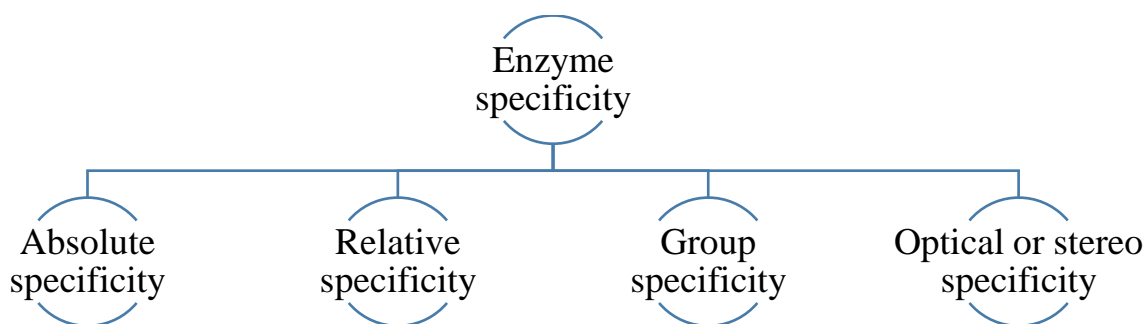 Enzyme
specificity
Absolute
specificity
Relative
specificity
Group
specificity
Optical or stereo
specificity